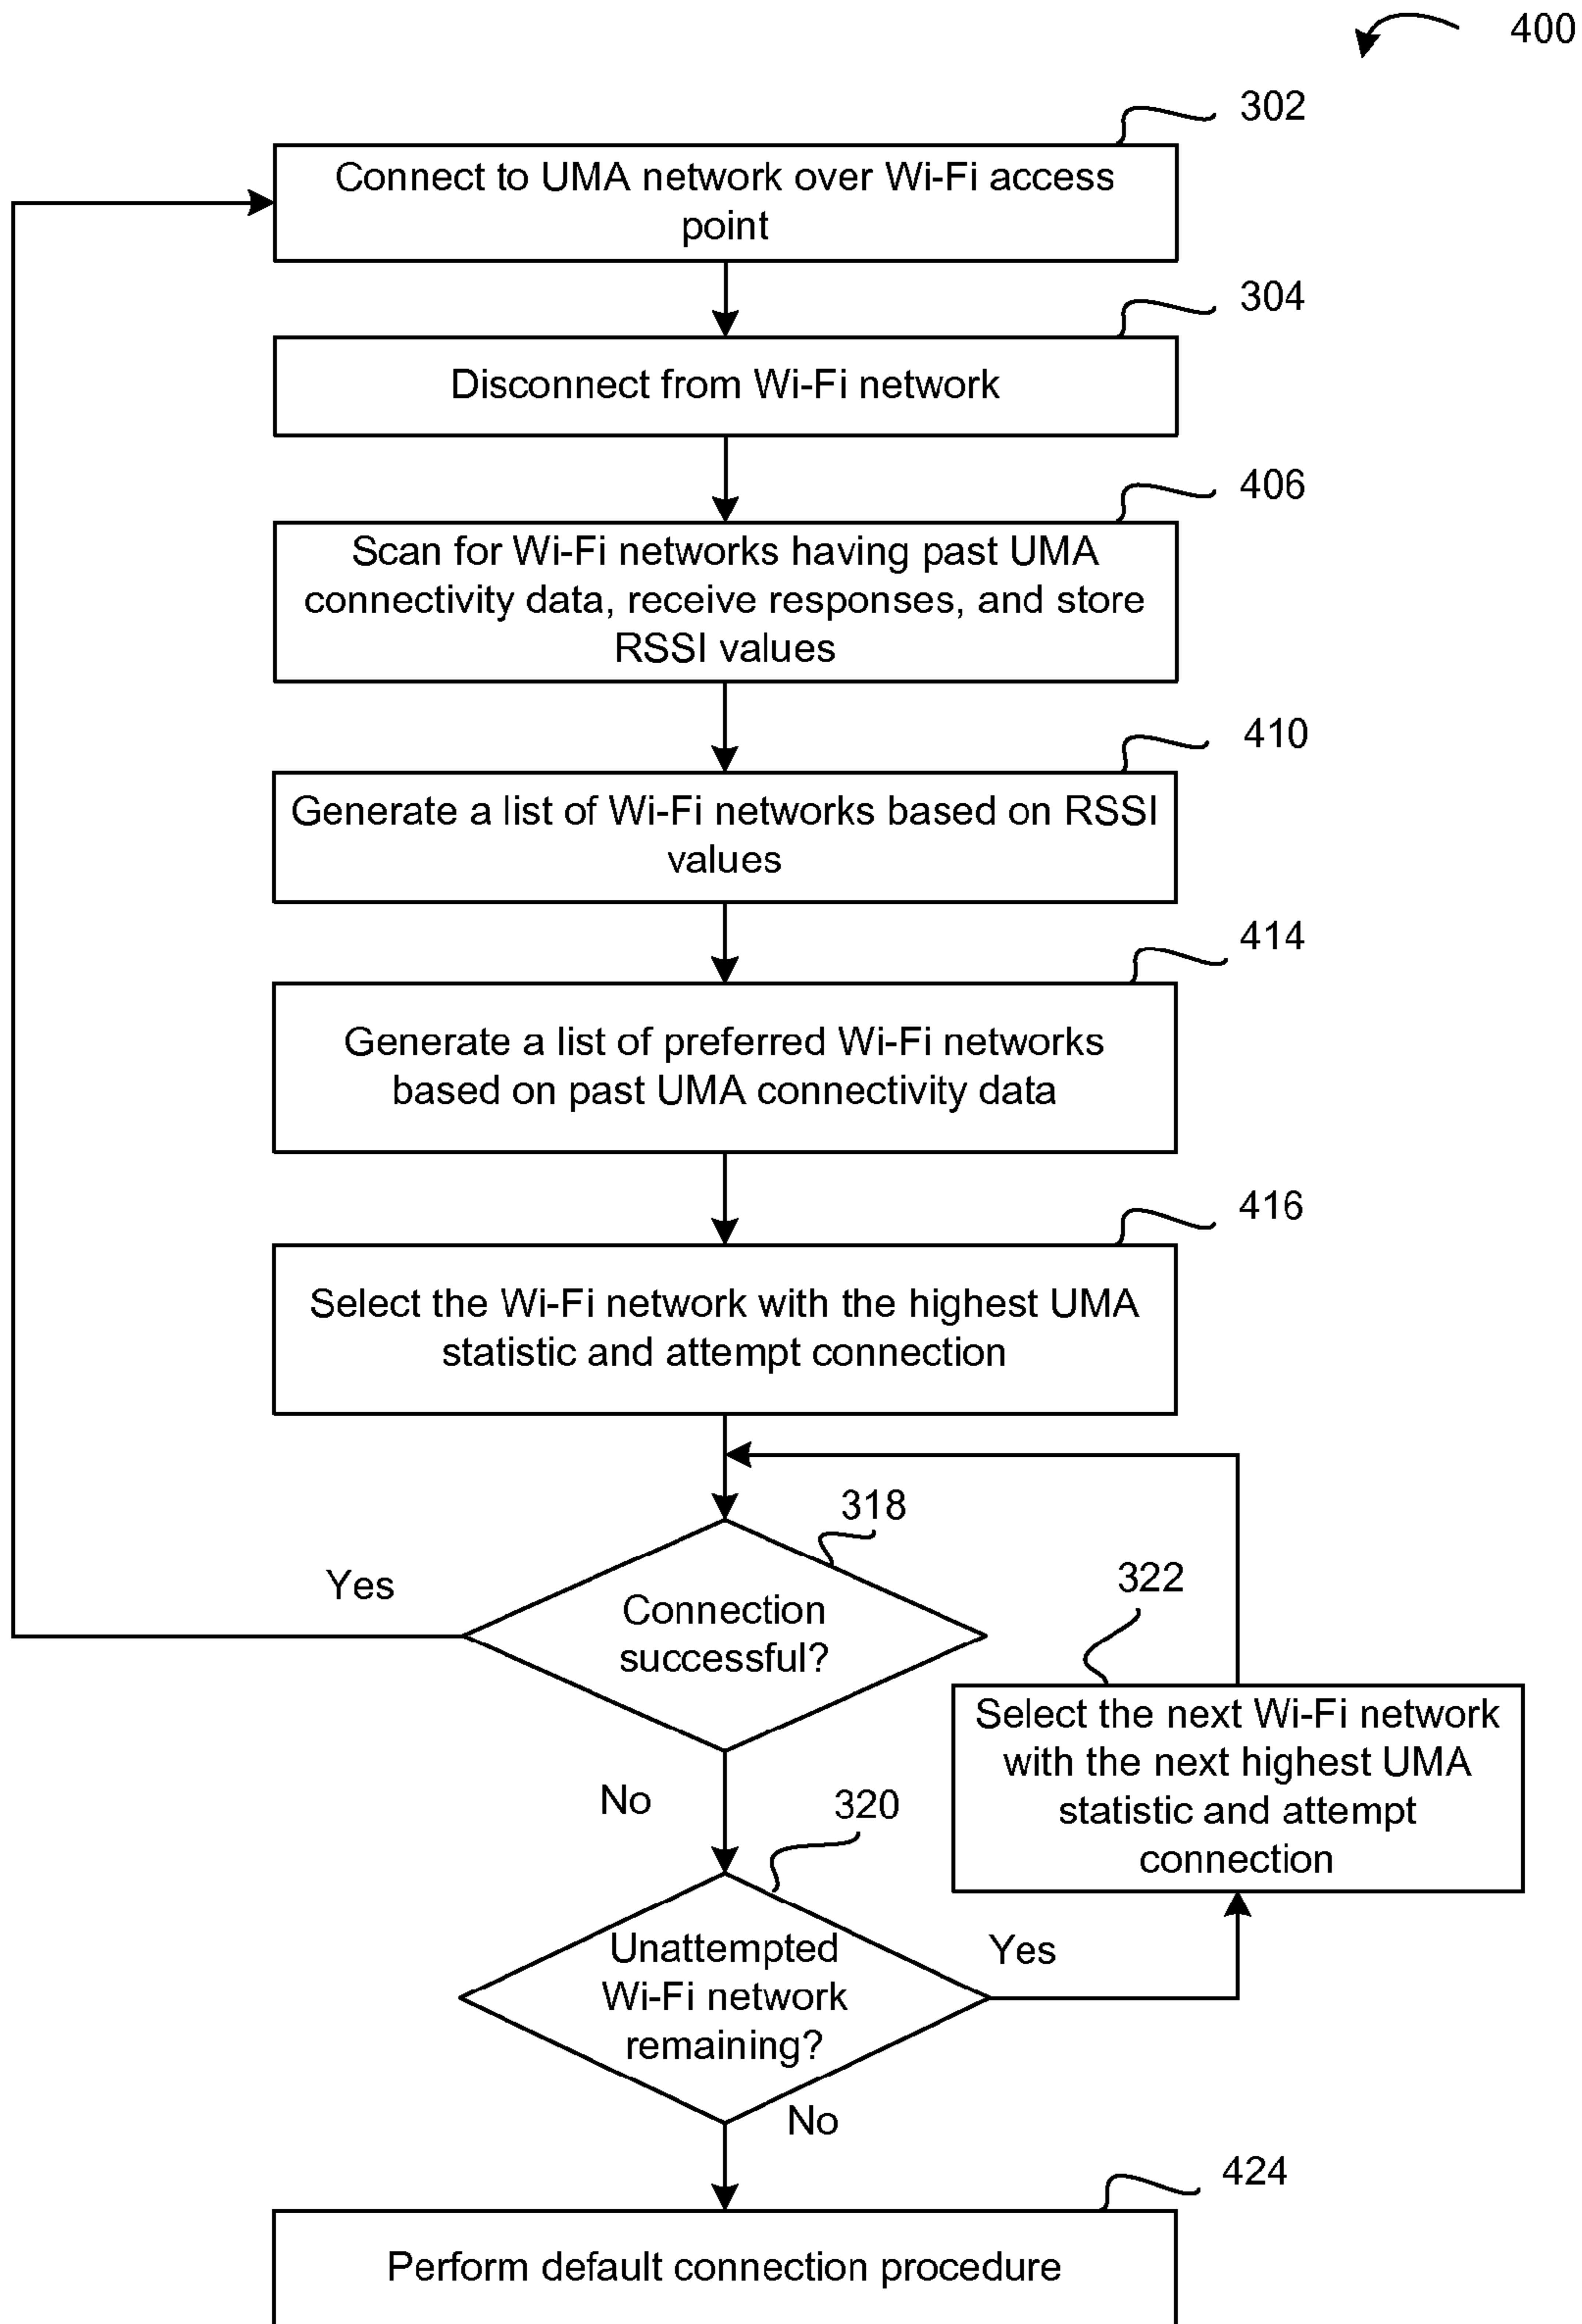 400
302
Connect to UMA network over Wi-Fi access
point
304
Disconnect from Wi-Fi network
406
Scan for Wi-Fi networks having past UMA
connectivity data, receive responses, and store
RSSI values
410
Generate a list of Wi-Fi networks based on RSSI
values
414
Generate a list of preferred Wi-Fi networks
based on past UMA connectivity data
416
Select the Wi-Fi network with the highest UMA
statistic and attempt connection
318
Yes
Connection
successful?
322
Select the next Wi-Fi network
with the next highest UMA
statistic and attempt
connection
No
320
Unattempted
Wi-Fi network
remaining?
Yes
No
424
Perform default connection procedure